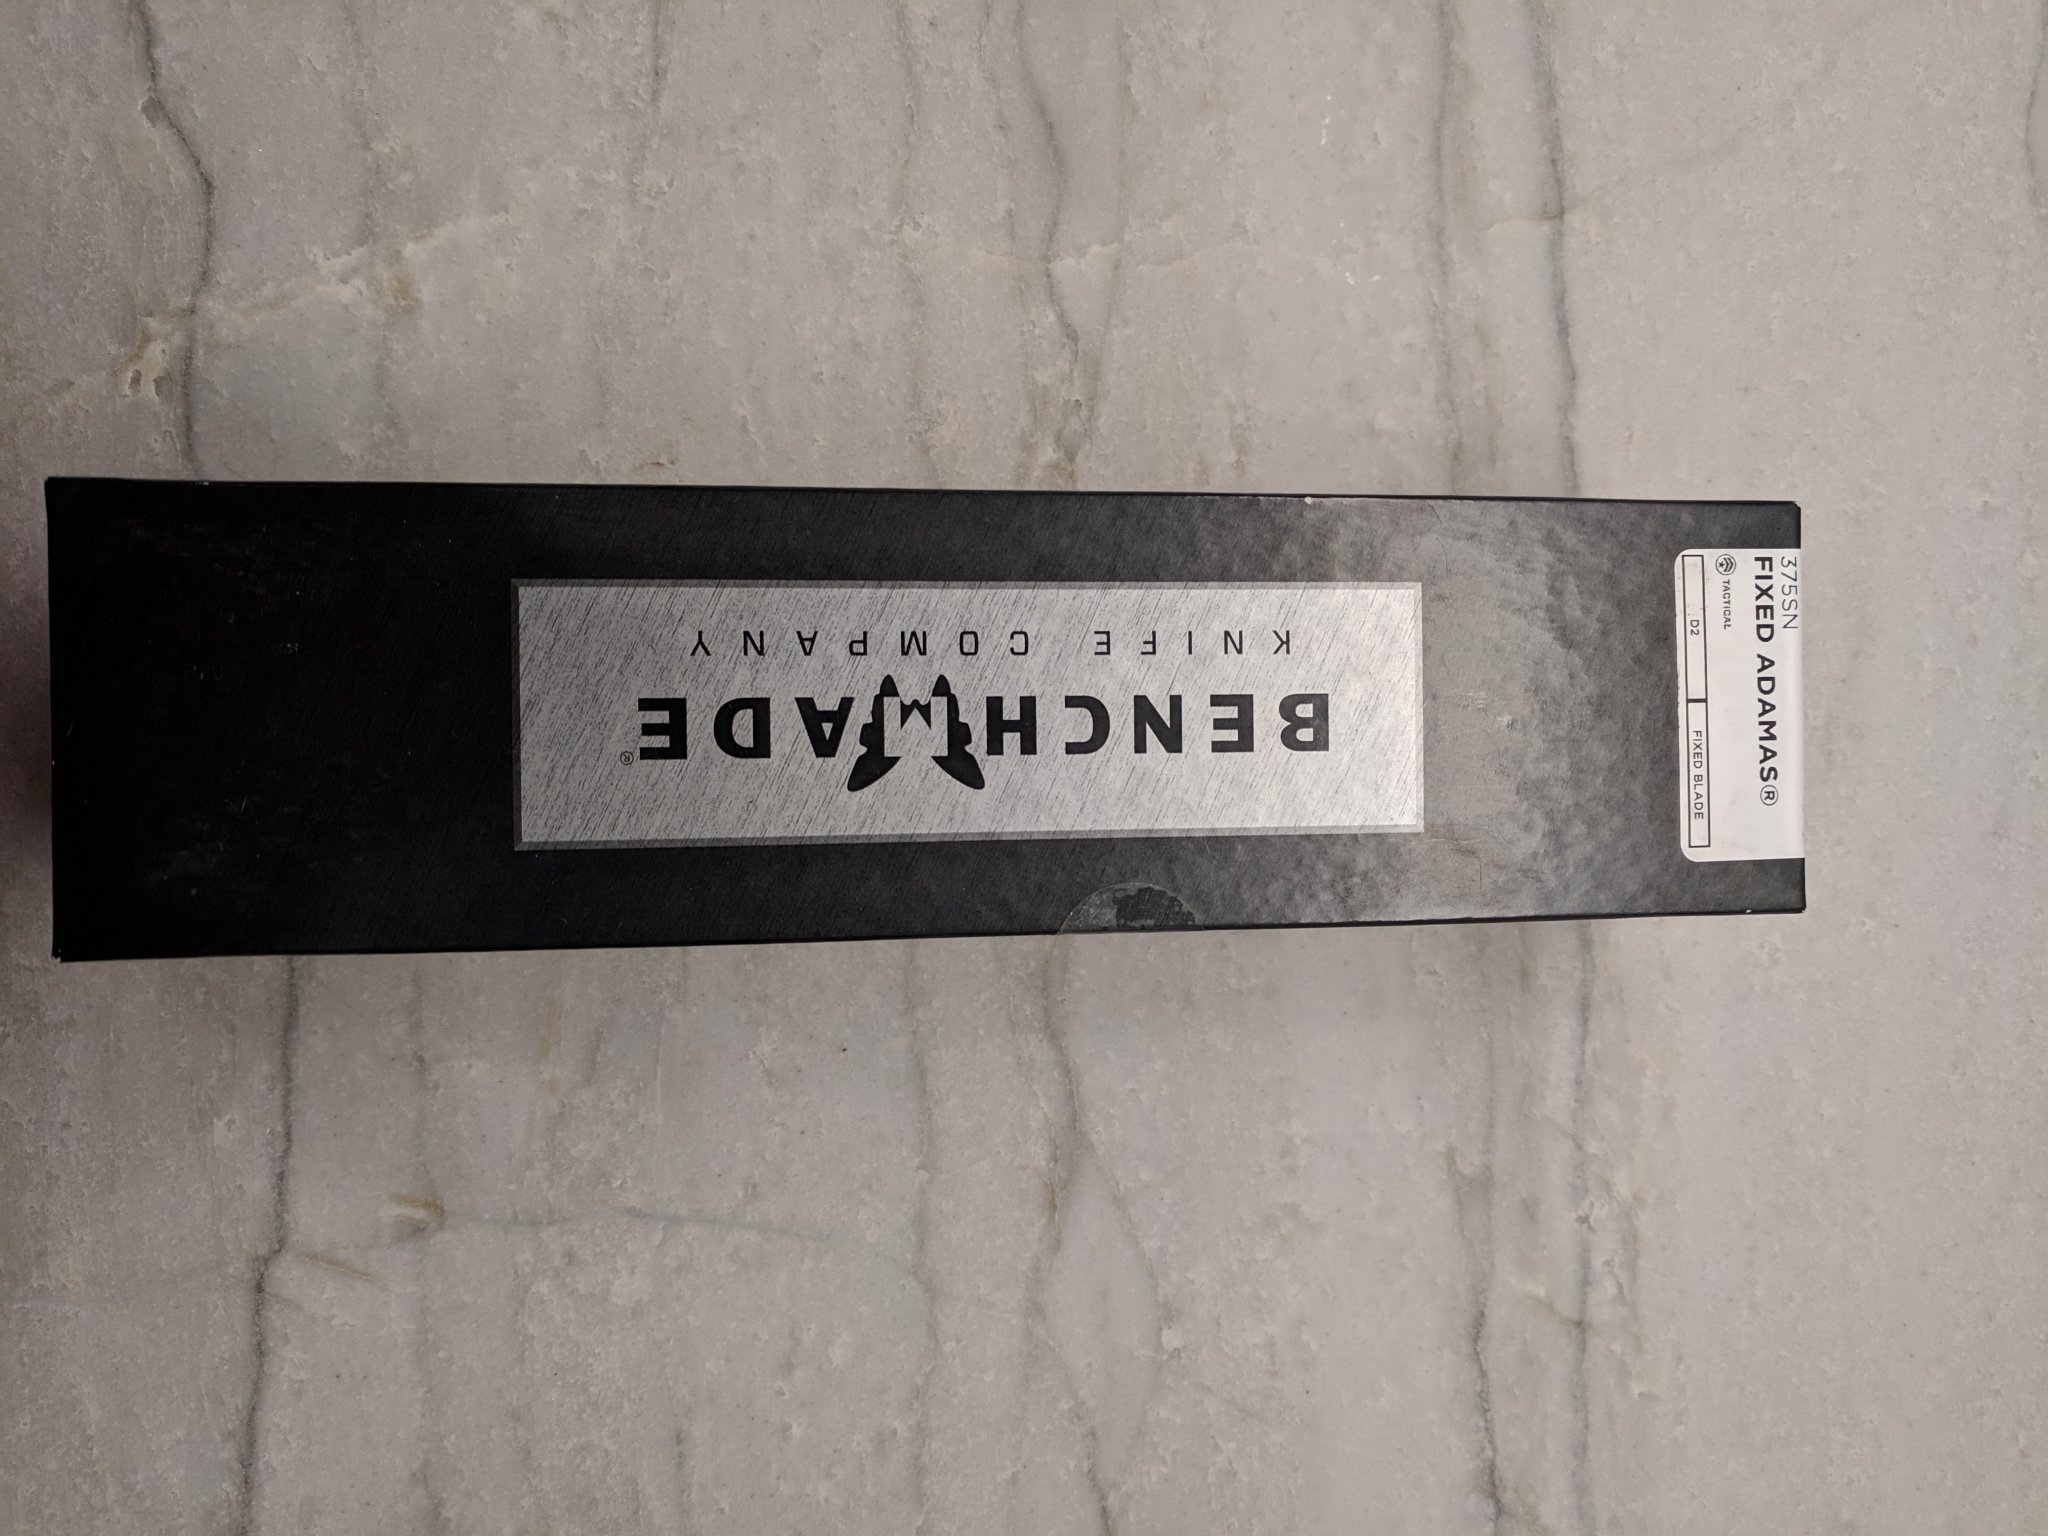 BENCHMADE®
KNIFE COMPANY
375SN
FIXED ADAMAS®
TACTICAL
D2
FIXED BLADE